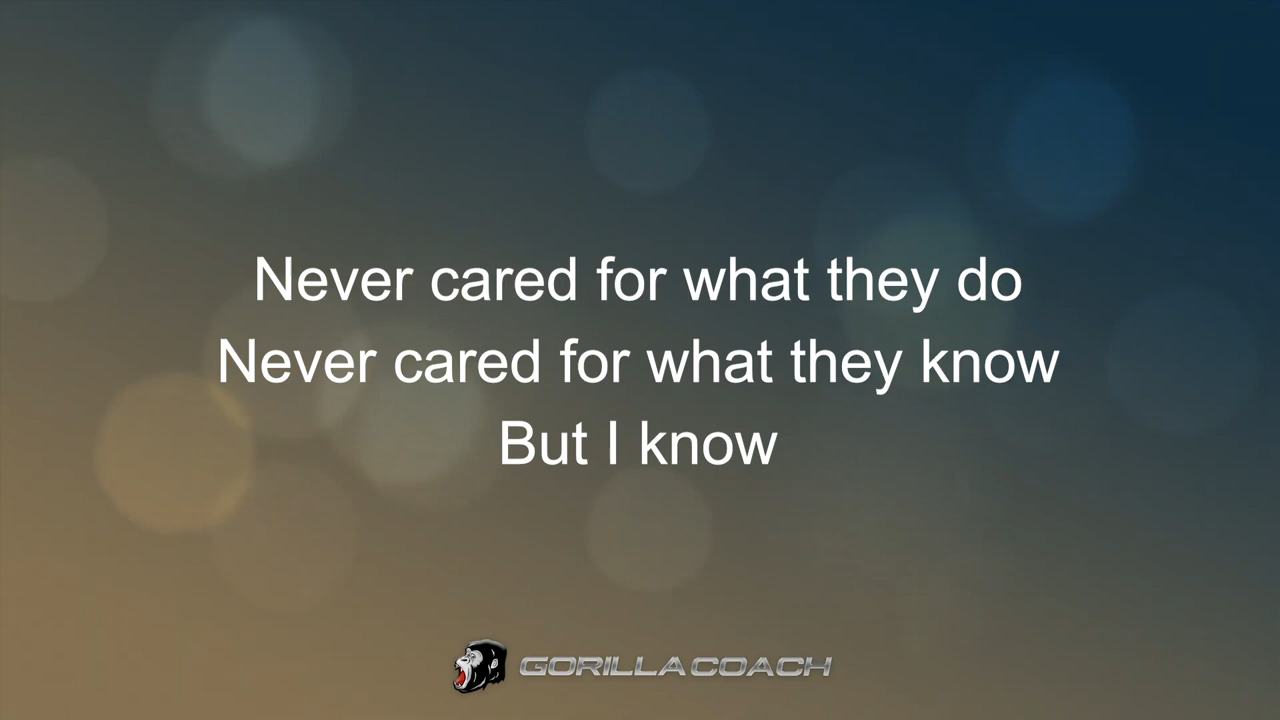 Never cared for what they do
Never cared for what they know
But I know
GORILLACOACH